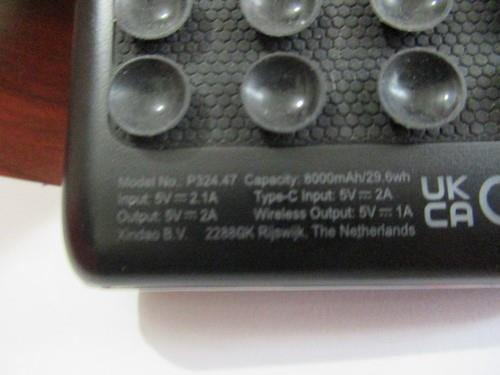 Model No.: P324.47 Capacity: 8000mAh/29.6wh
Input: 5V⎓2.1A Type-C Input: 5V⎓2A
Output: 5V⎓2A Wireless Output: 5V⎓1A
Xindao B.V. 2288GK Rijswijk, The Netherlands
UK
CA